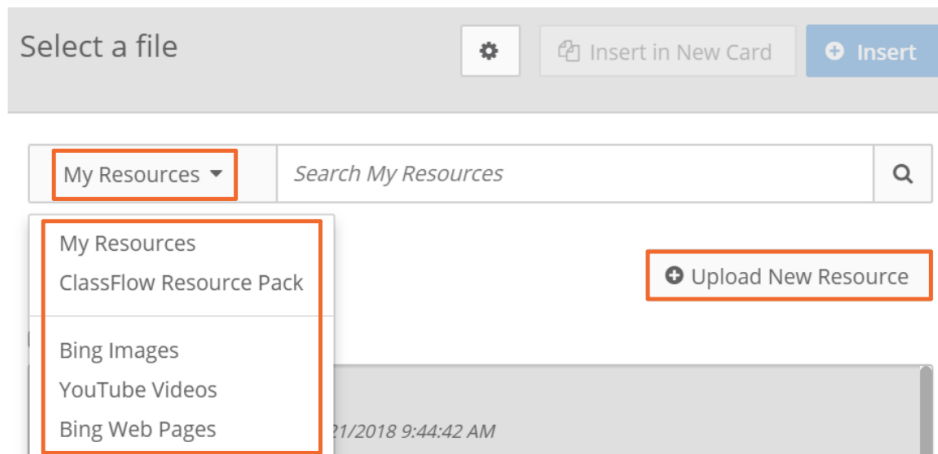 Select a file
Insert in New Card
Insert
My Resources
Search My Resources
My Resources
ClassFlow Resource Pack
Upload New Resource
Bing Images
YouTube Videos
Bing Web Pages
21/2018 9:44:42 AM